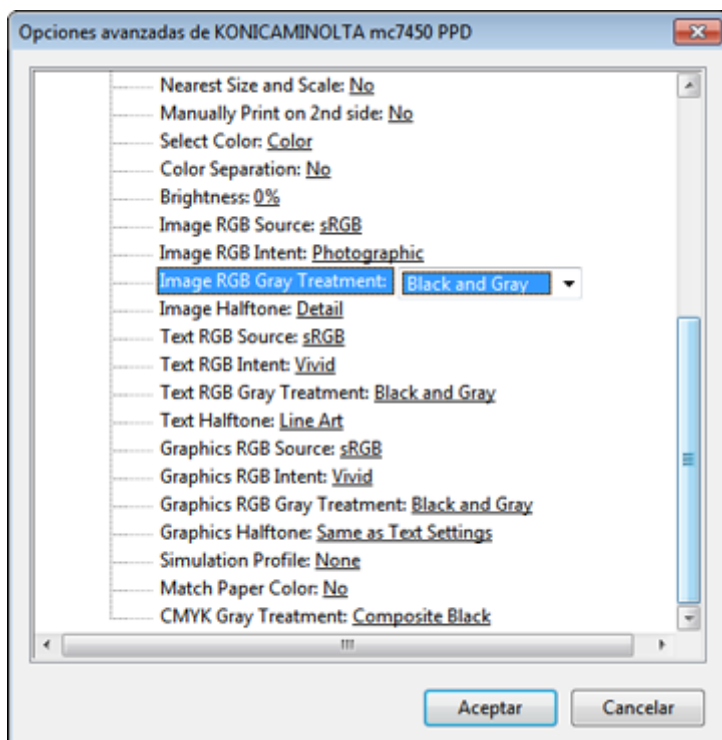 Opciones avanzadas de KONICAMINOLTA mc7450 PPD
Nearest Size and Scale: No
Manually Print on 2nd side: No
Select Color: Color
Color Separation: No
Brightness: 0%
Image RGB Source: sRGB
Image RGB Intent: Photographic
Image RGB Gray Treatment: Black and Gray
Image Halftone: Detail
Text RGB Source: sRGB
Text RGB Intent: Vivid
Text RGB Gray Treatment: Black and Gray
Text Halftone: Line Art
Graphics RGB Source: sRGB
Graphics RGB Intent: Vivid
Graphics RGB Gray Treatment: Black and Gray
Graphics Halftone: Same as Text Settings
Simulation Profile: None
Match Paper Color: No
CMYK Gray Treatment: Composite Black
Aceptar Cancelar